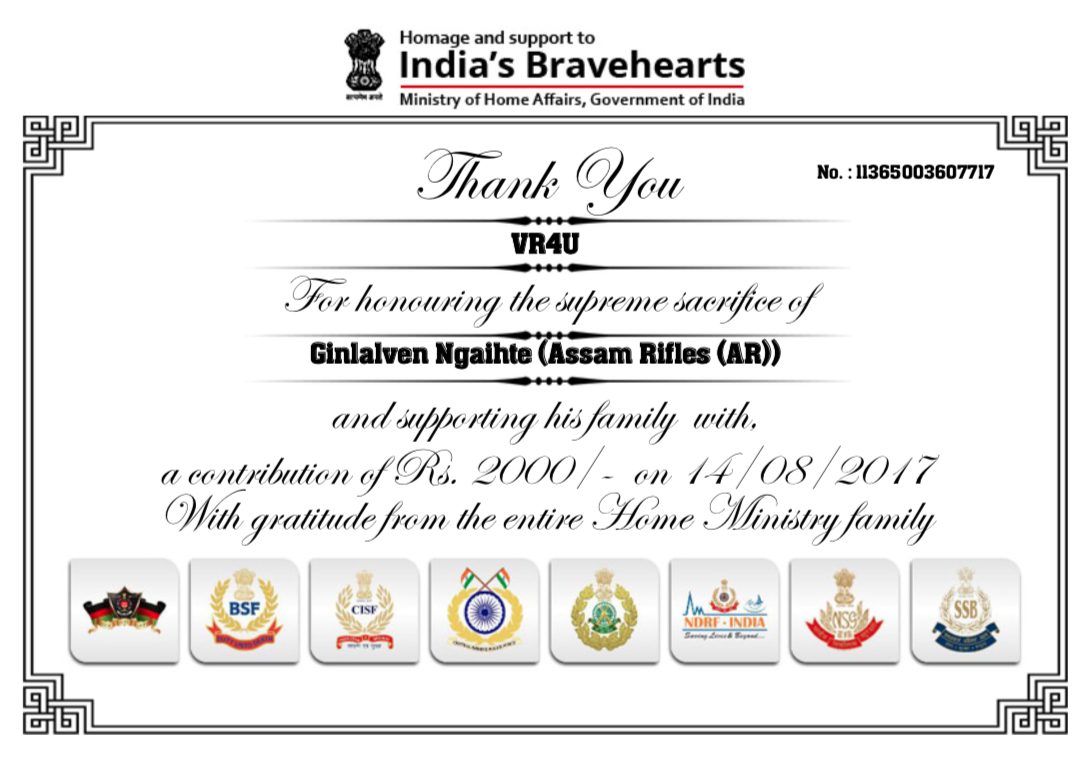 Homage and support to
India's Bravehearts
Ministry of Home Affairs, Government of India
Thank You
No. : 11365003607717
VR4U
For honouring the supreme sacrifice of
Ginlalven Ngaihte (Assam Rifles (AR))
and supporting his family with,
a contribution of Rs. 2000/- on 14/08/2017
With gratitude from the entire Home Ministry family
BSF
CISF
NDRF · INDIA
Saving Lives & Beyond...
NSG
SSB